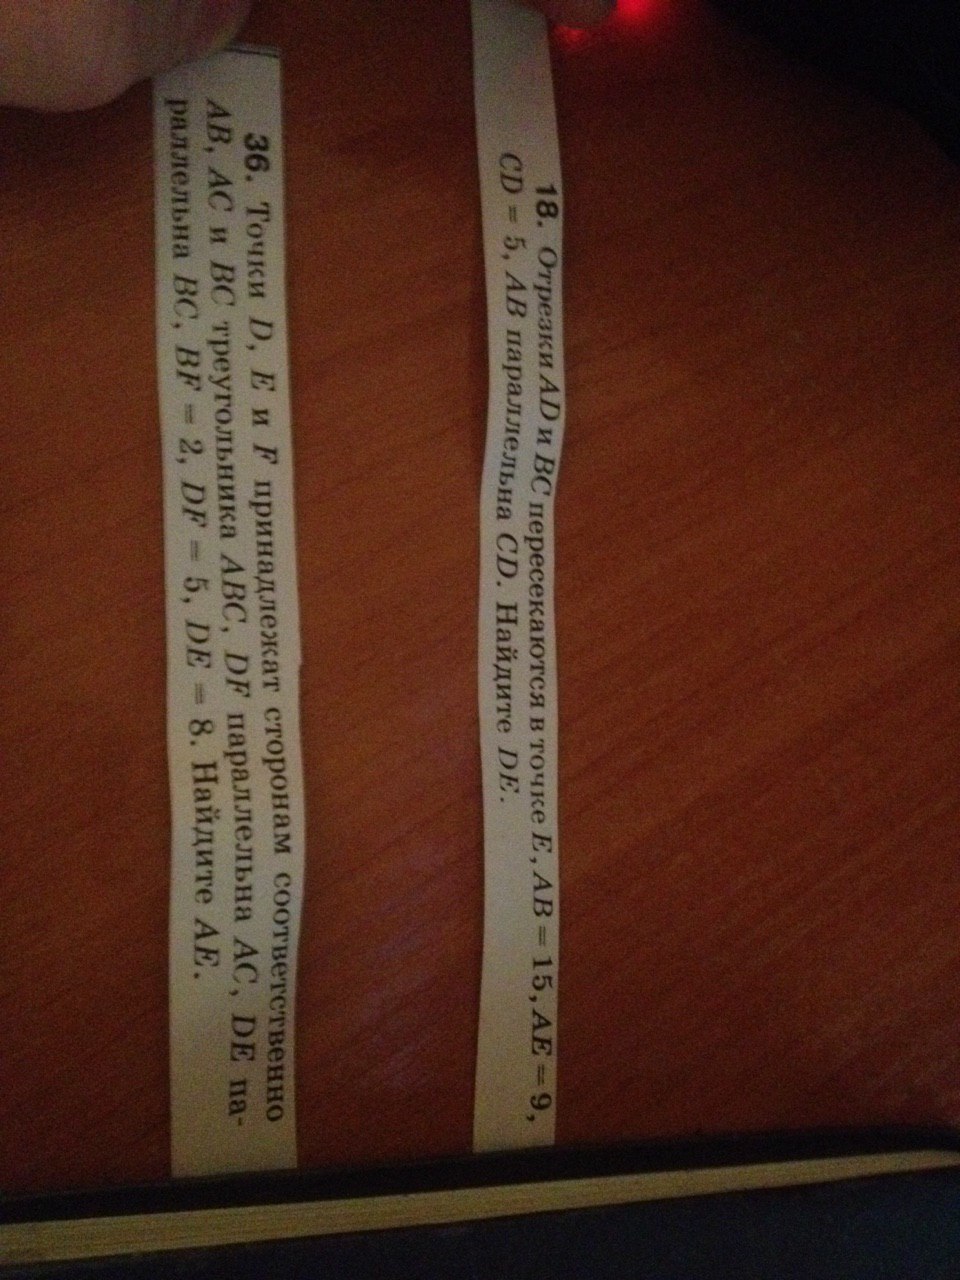 18. Отрезки AD и BC пересекаются в точке E, AB = 15, AE = 9,
CD = 5, AB параллельна CD. Найдите DE.
36. Точки D, E и F принадлежат сторонам соответственно
AB, AC и BC треугольника ABC, DF параллельна AC, DE па-
раллельна BC, BF = 2, DF = 5, DE = 8. Найдите AE.